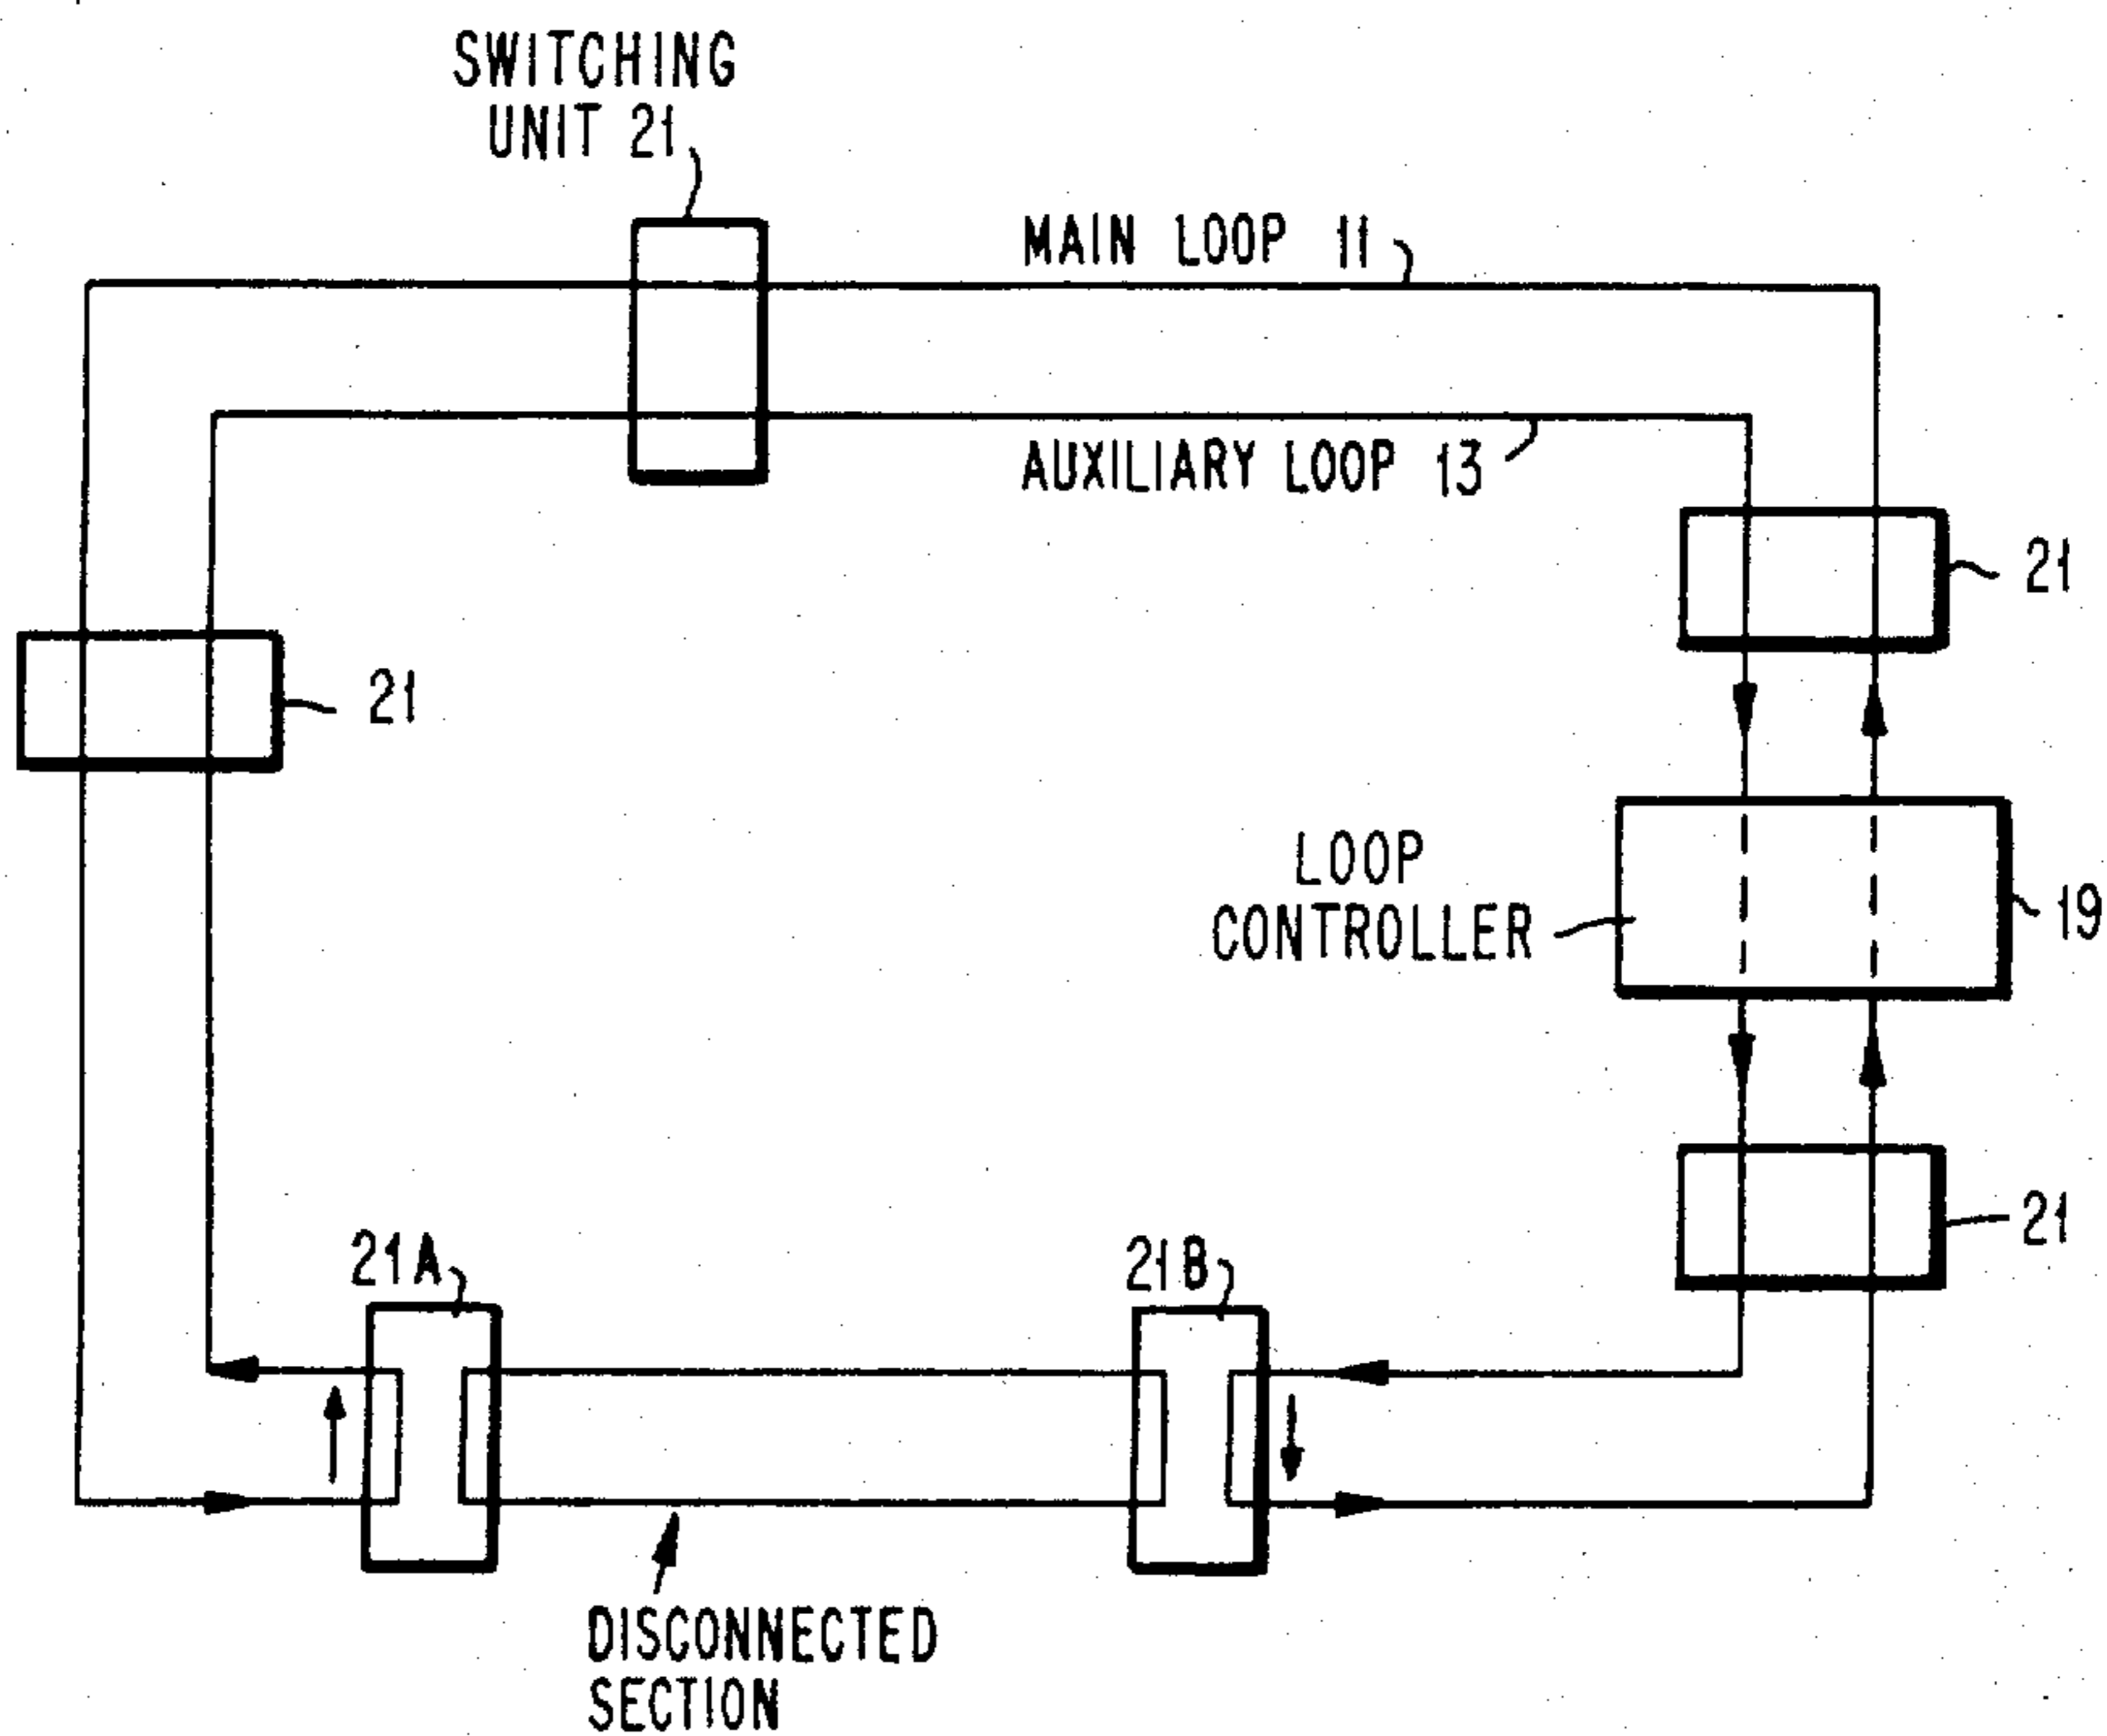 SWITCHING
UNIT 21
MAIN LOOP 11
AUXILIARY LOOP 13
21
21
LOOP
CONTROLLER
19
21
21A
21B
DISCONNECTED
SECTION